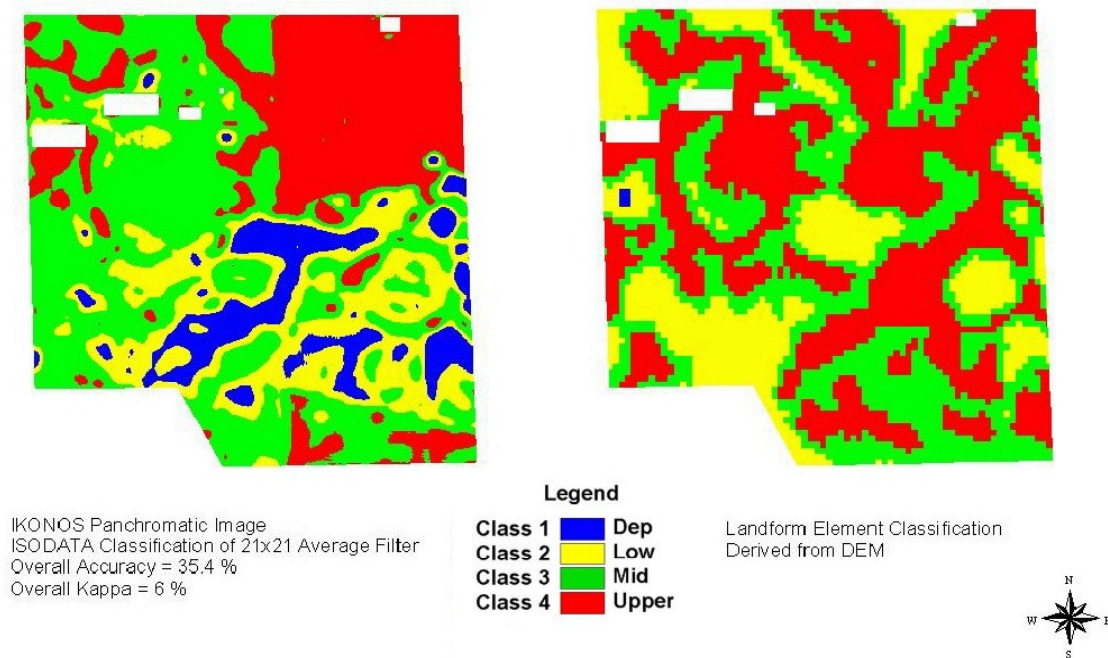 IKONOS Panchromatic Image
ISODATA Classification of 21x21 Average Filter
Overall Accuracy = 35.4 %
Overall Kappa = 6 %
Legend
Class 1 Dep
Class 2 Low
Class 3 Mid
Class 4 Upper
Landform Element Classification
Derived from DEM
N
W E
S